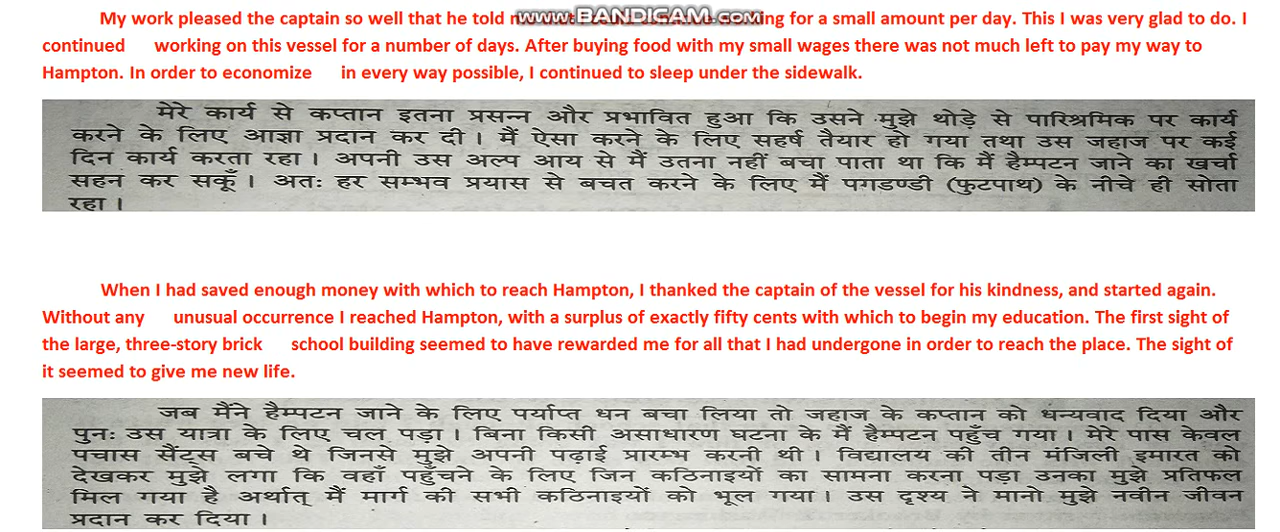 My work pleased the captain so well that he told www.BANDICAM.com ing for a small amount per day. This I was very glad to do. I
continued working on this vessel for a number of days. After buying food with my small wages there was not much left to pay my way to
Hampton. In order to economize in every way possible, I continued to sleep under the sidewalk.
मेरे कार्य से कप्तान इतना प्रसन्न और प्रभावित हुआ कि उसने मुझे थोड़े से पारिश्रमिक पर कार्य
करने के लिए आज्ञा प्रदान कर दी । मैं ऐसा करने के लिए सहर्ष तैयार हो गया तथा उस जहाज पर कई
दिन कार्य करता रहा । अपनी उस अल्प आय से मैं उतना नहीं बचा पाता था कि मैं हैम्पटन जाने का खर्चा
सहन कर सकूँ । अतः हर सम्भव प्रयास से बचत करने के लिए मैं पगडण्डी (फुटपाथ) के नीचे ही सोता
रहा ।
When I had saved enough money with which to reach Hampton, I thanked the captain of the vessel for his kindness, and started again.
Without any unusual occurrence I reached Hampton, with a surplus of exactly fifty cents with which to begin my education. The first sight of
the large, three-story brick school building seemed to have rewarded me for all that I had undergone in order to reach the place. The sight of
it seemed to give me new life.
जब मैंने हैम्पटन जाने के लिए पर्याप्त धन बचा लिया तो जहाज के कप्तान को धन्यवाद दिया और
पुनः उस यात्रा के लिए चल पड़ा । बिना किसी असाधारण घटना के मैं हैम्पटन पहुँच गया । मेरे पास केवल
पचास सैंट्स बचे थे जिनसे मुझे अपनी पढ़ाई प्रारम्भ करनी थी । विद्यालय की तीन मंजिली इमारत को
देखकर मुझे लगा कि वहाँ पहुँचने के लिए जिन कठिनाइयों का सामना करना पड़ा उनका मुझे प्रतिफल
मिल गया है अर्थात् मैं मार्ग की सभी कठिनाइयों को भूल गया । उस दृश्य ने मानो मुझे नवीन जीवन
प्रदान कर दिया ।